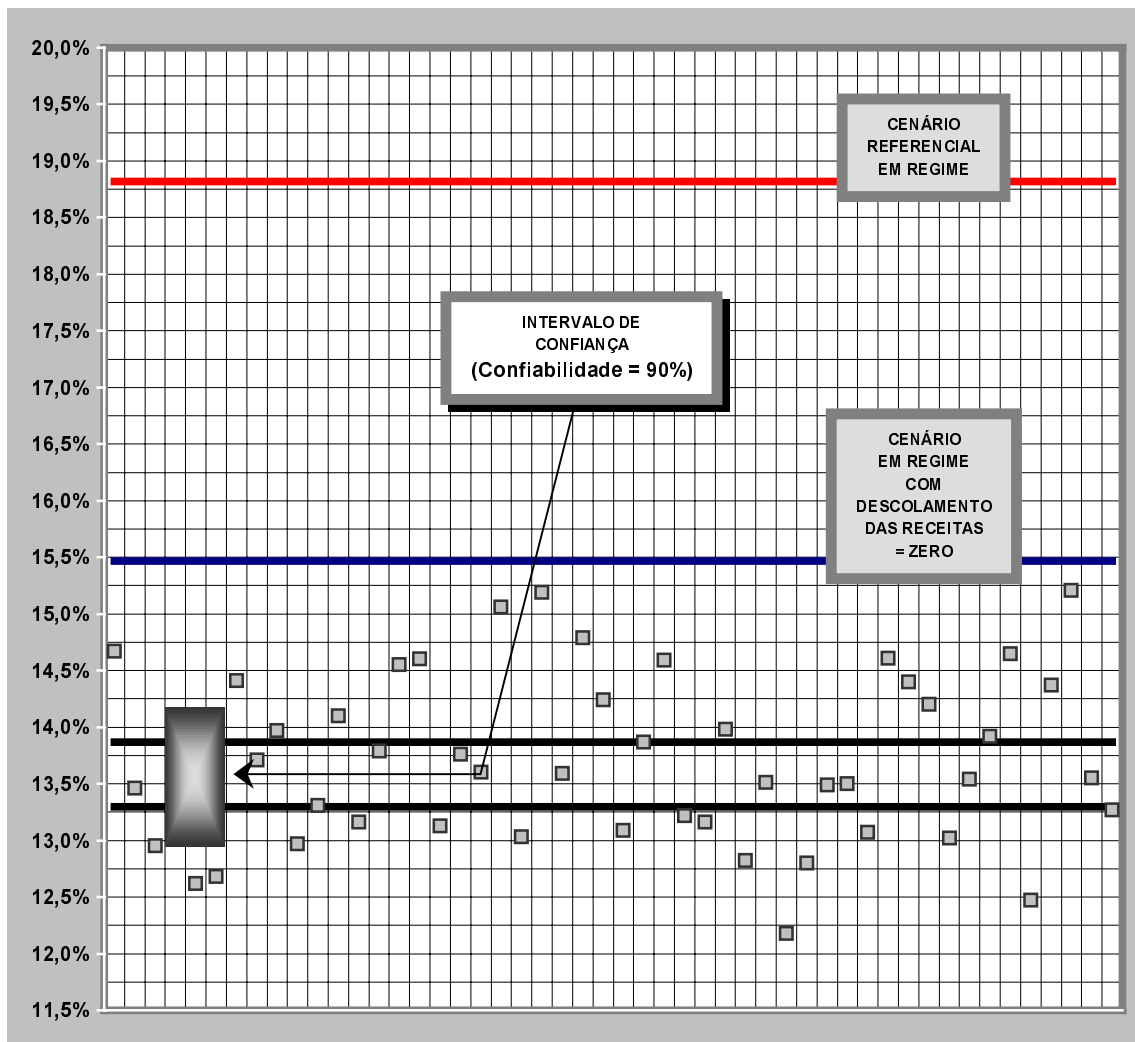 20,0%
19,5%
19,0%
18,5%
18,0%
17,5%
17,0%
16,5%
16,0%
15,5%
15,0%
14,5%
14,0%
13,5%
13,0%
12,5%
12,0%
11,5%
CENÁRIO
REFERENCIAL
EM REGIME
INTERVALO DE
CONFIANÇA
(Confiabilidade = 90%)
CENÁRIO
EM REGIME
COM
DESCOLAMENTO
DAS RECEITAS
= ZERO